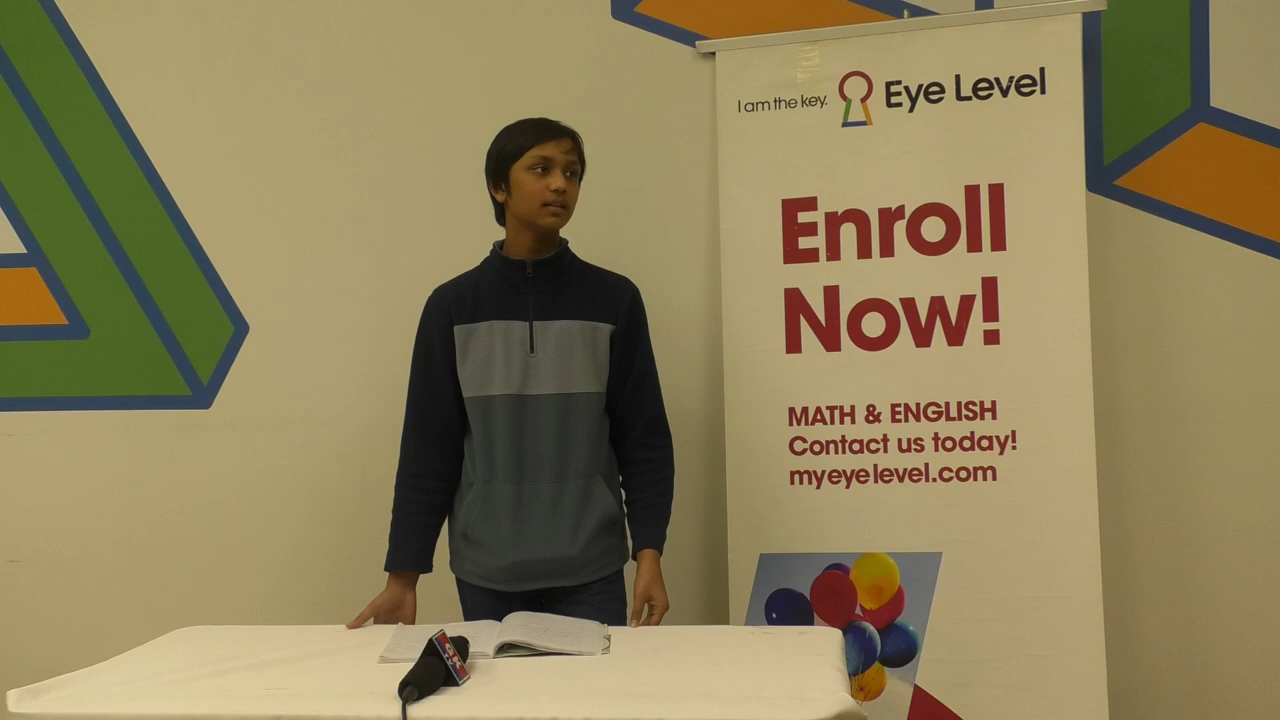 I am the key. Eye Level
Enroll
Now!
MATH & ENGLISH
Contact us today!
myeyelevel.com